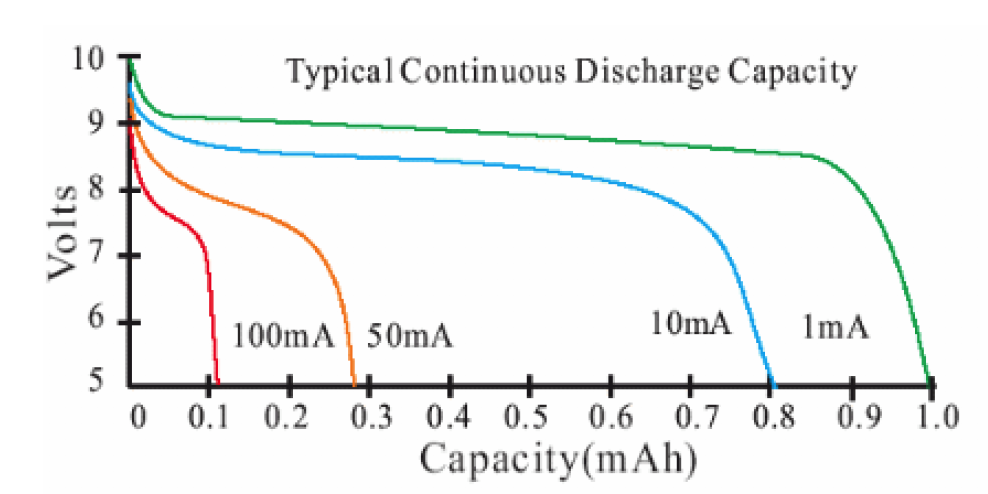 Typical Continuous Discharge Capacity
10
9
8
7
6
5
Volts
100mA
50mA
10mA
1mA
0 0.1 0.2 0.3 0.4 0.5 0.6 0.7 0.8 0.9 1.0
Capacity(mAh)